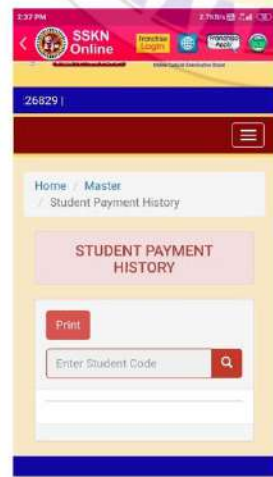 2:37 PM
SSKN
Online
Franchise
Login
Franchise
Apply
:26829 |
Home / Master
/ Student Payment History
STUDENT PAYMENT
HISTORY
Print
Enter Student Code